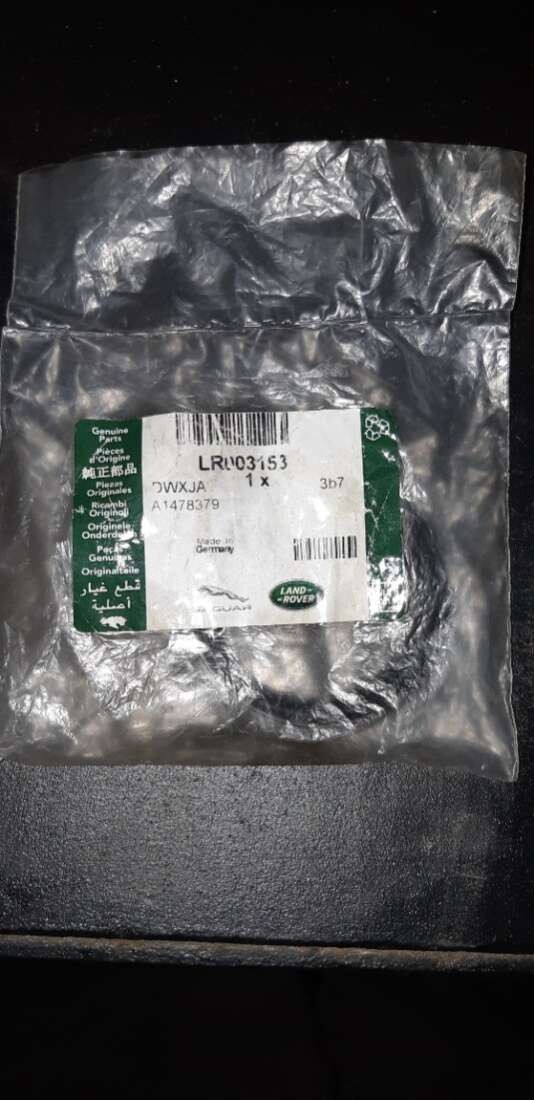 Genuine
Parts
Pièces
d'Origine
純正部品
Piezas
Originales
Ricambi
Originali
Originele
Onderdelen
Peças
Genuinas
Originalteile
قطع غيار
أصلية
LR003153
1 x
DWXJA
3b7
A1478379
Made in
Germany
JAGUAR
LAND-
-ROVER